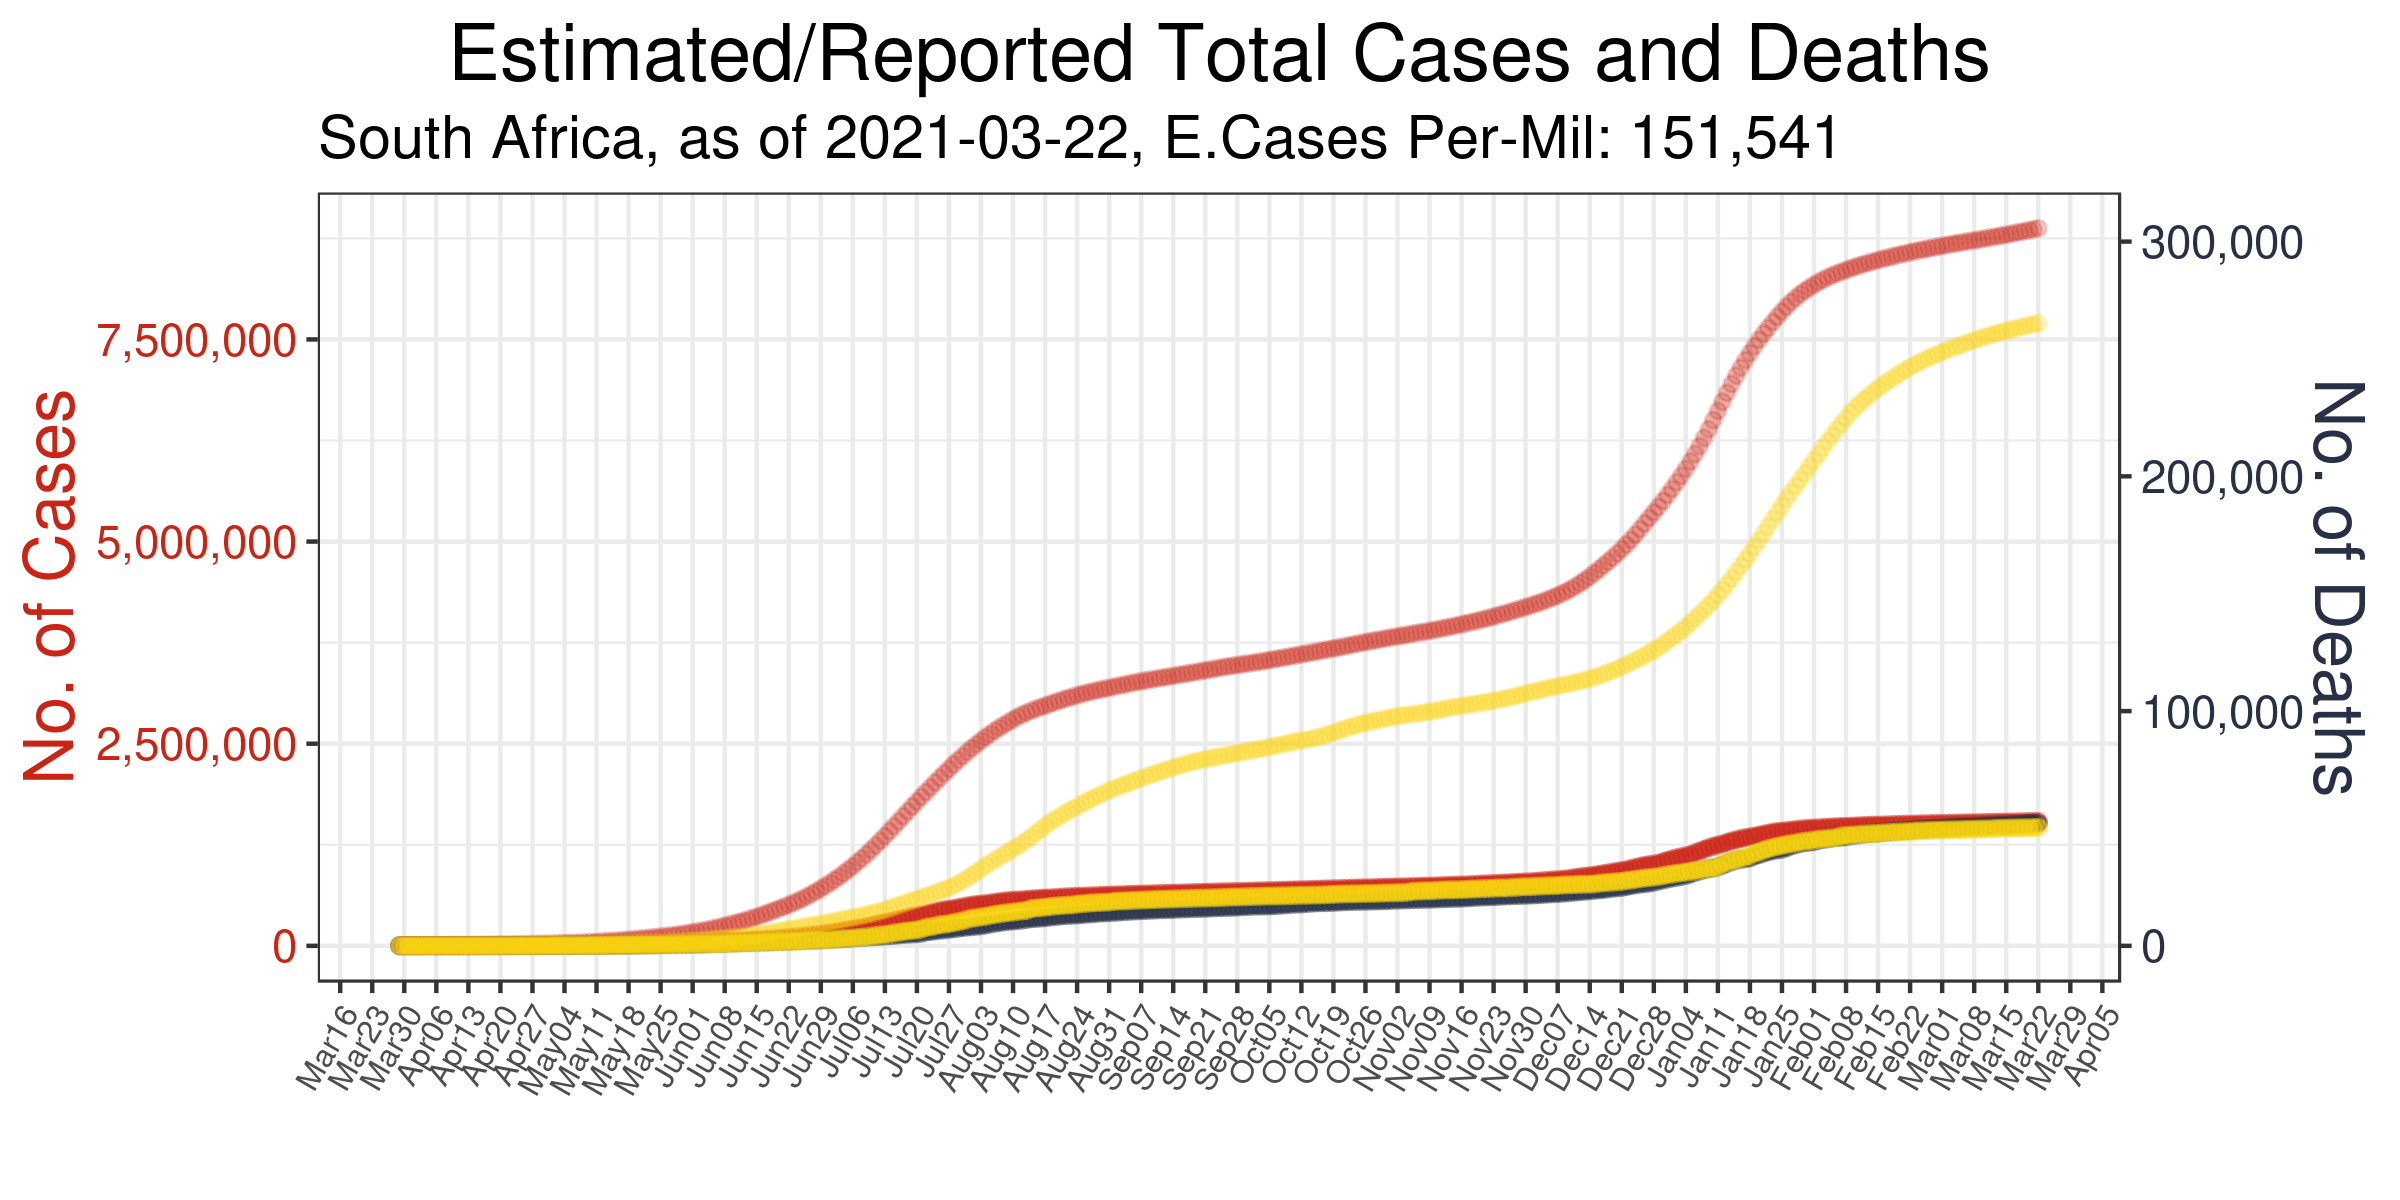 Estimated/Reported Total Cases and Deaths
South Africa, as of 2021-03-22, E.Cases Per-Mil: 151,541
No. of Cases
7,500,000
5,000,000
2,500,000
0
300,000
200,000
100,000
0
No. of Deaths
Mar16
Mar23
Mar30
Apr06
Apr13
Apr20
Apr27
May04
May11
May18
May25
Jun01
Jun08
Jun15
Jun22
Jun29
Jul06
Jul13
Jul20
Jul27
Aug03
Aug10
Aug17
Aug24
Aug31
Sep07
Sep14
Sep21
Sep28
Oct05
Oct12
Oct19
Oct26
Nov02
Nov09
Nov16
Nov23
Nov30
Dec07
Dec14
Dec21
Dec28
Jan04
Jan11
Jan18
Jan25
Feb01
Feb08
Feb15
Feb22
Mar01
Mar08
Mar15
Mar22
Mar29
Apr05